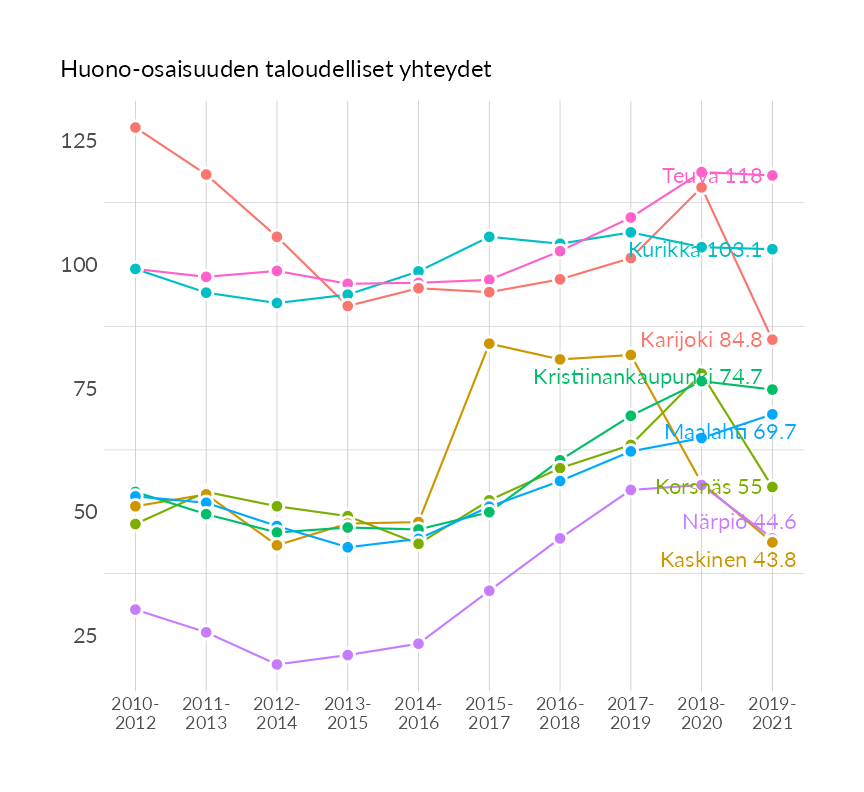 Huono-osaisuuden taloudelliset yhteydet
125
100
75
50
25
Teuva 118
Kurikka 103.1
Karijoki 84.8
Kristiinankaupunki 74.7
Maalahti 69.7
Korsnäs 55
Närpiö 44.6
Kaskinen 43.8
2010- 2011- 2012- 2013- 2014- 2015- 2016- 2017- 2018- 2019-
2012 2013 2014 2015 2016 2017 2018 2019 2020 2021